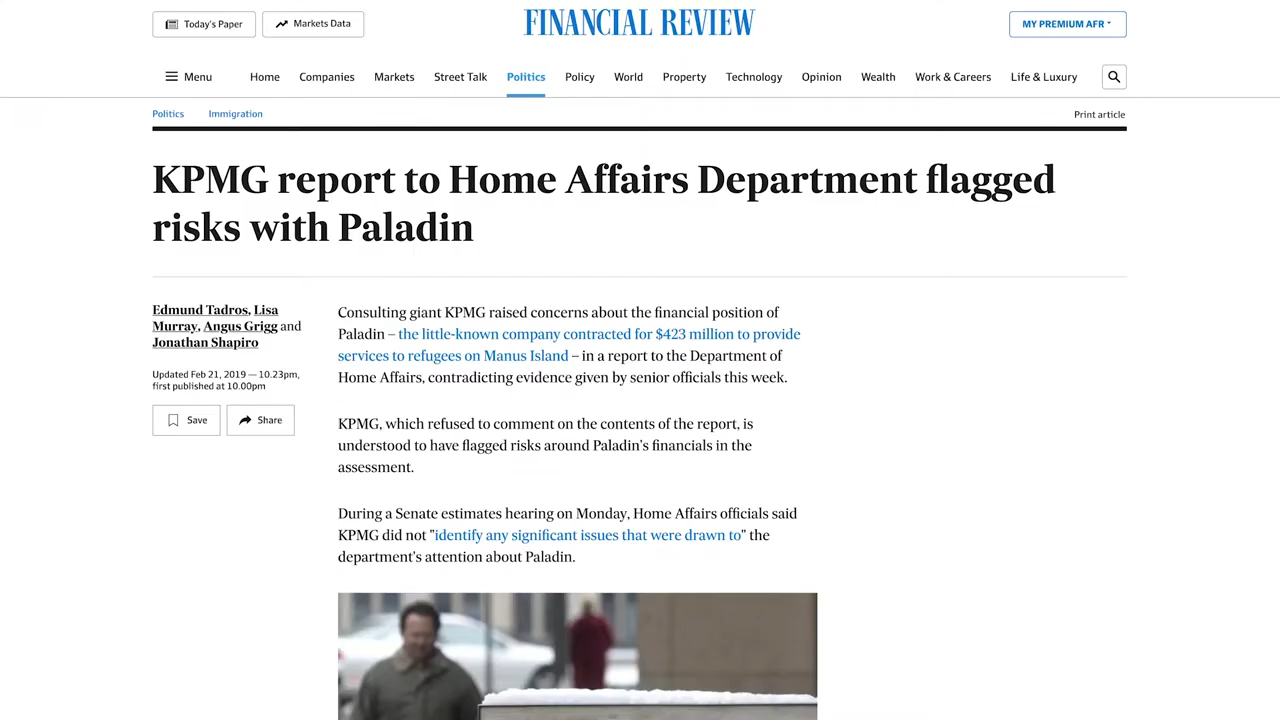 Today's Paper
Markets Data
FINANCIAL REVIEW
MY PREMIUM AFR
Menu
Home
Companies
Markets
Street Talk
Politics
Policy
World
Property
Technology
Opinion
Wealth
Work & Careers
Life & Luxury
Politics
Immigration
Print article
KPMG report to Home Affairs Department flagged
risks with Paladin
Edmund Tadros, Lisa
Murray, Angus Grigg and
Jonathan Shapiro
Updated Feb 21, 2019 — 10.23pm,
first published at 10.00pm
Save
Share
Consulting giant KPMG raised concerns about the financial position of
Paladin – the little-known company contracted for $423 million to provide
services to refugees on Manus Island – in a report to the Department of
Home Affairs, contradicting evidence given by senior officials this week.
KPMG, which refused to comment on the contents of the report, is
understood to have flagged risks around Paladin's financials in the
assessment.
During a Senate estimates hearing on Monday, Home Affairs officials said
KPMG did not "identify any significant issues that were drawn to" the
department's attention about Paladin.